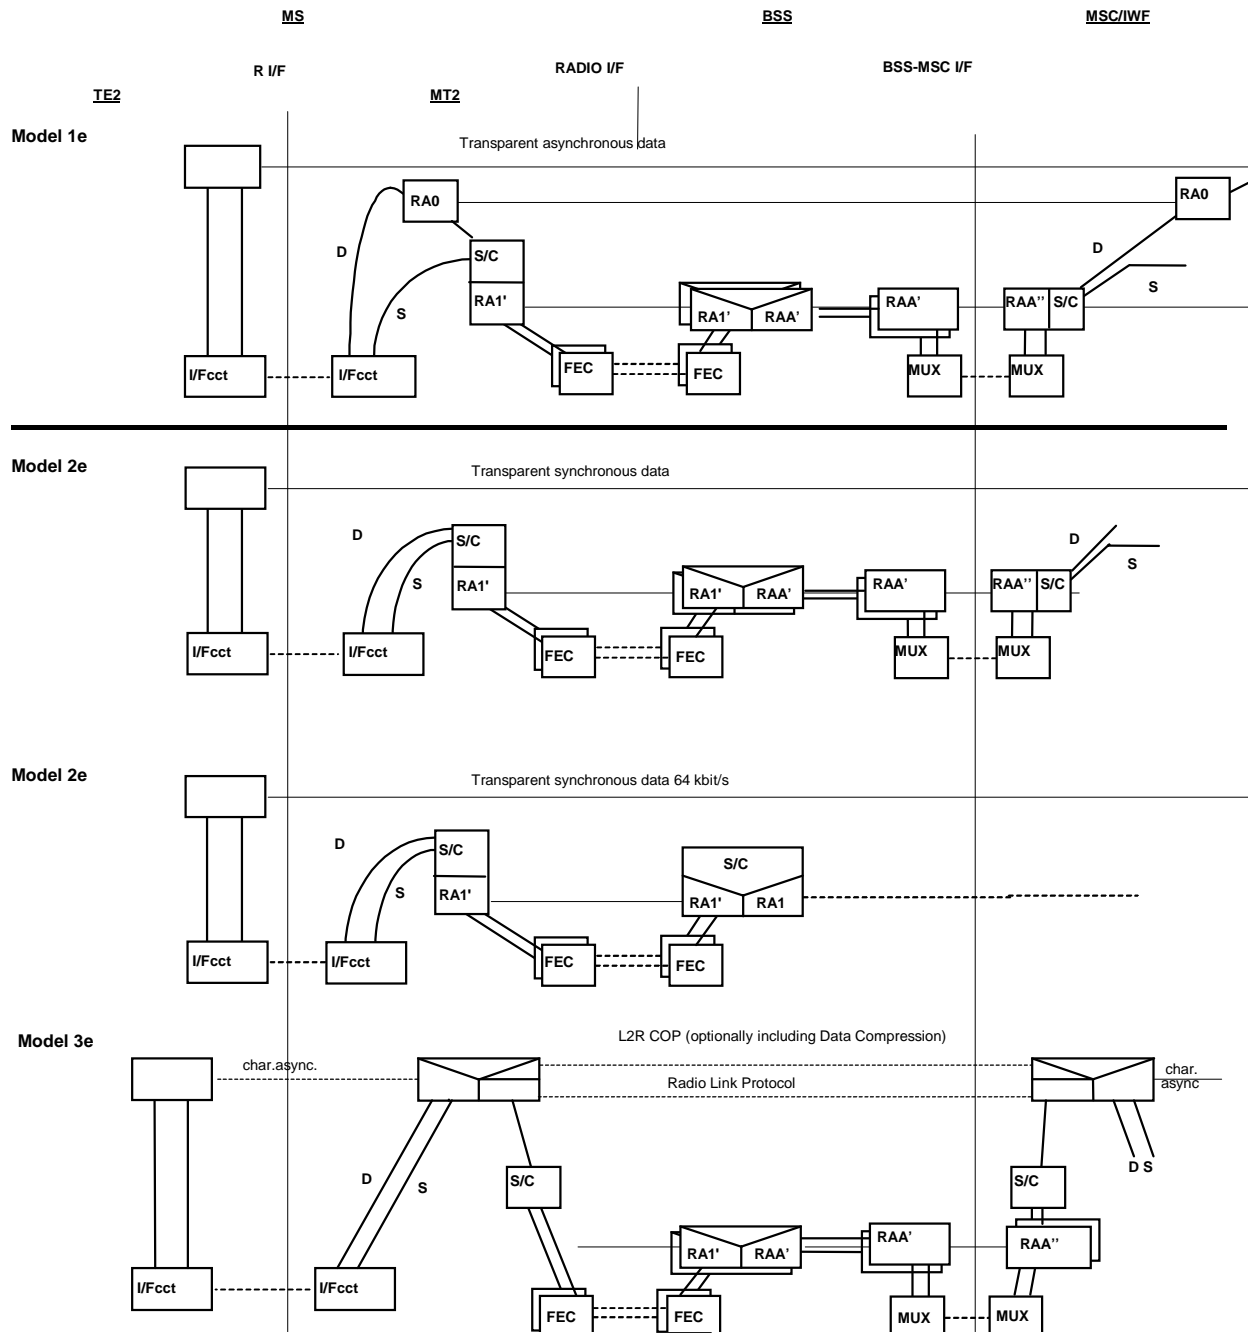 MS BSS MSC/IWF
R I/F RADIO I/F BSS-MSC I/F
TE2 MT2
Model 1e
Transparent asynchronous data
RA0 RA0
D S/C D
S RA1' RA1’ RAA’ RAA’ RAA’’ S/C S
I/Fcct I/Fcct FEC FEC MUX MUX
Model 2e
Transparent synchronous data
D S/C D
S RA1' RA1' RAA’ RAA’ RAA’’ S/C S
I/Fcct I/Fcct FEC FEC MUX MUX
Model 2e
Transparent synchronous data 64 kbit/s
D S/C S/C
S RA1' RA1' RA1
I/Fcct I/Fcct FEC FEC
Model 3e
L2R COP (optionally including Data Compression)
char.async. char.
Radio Link Protocol async
D S S/C S/C D S
RA1' RAA’ RAA’ RAA’’
I/Fcct I/Fcct FEC FEC MUX MUX